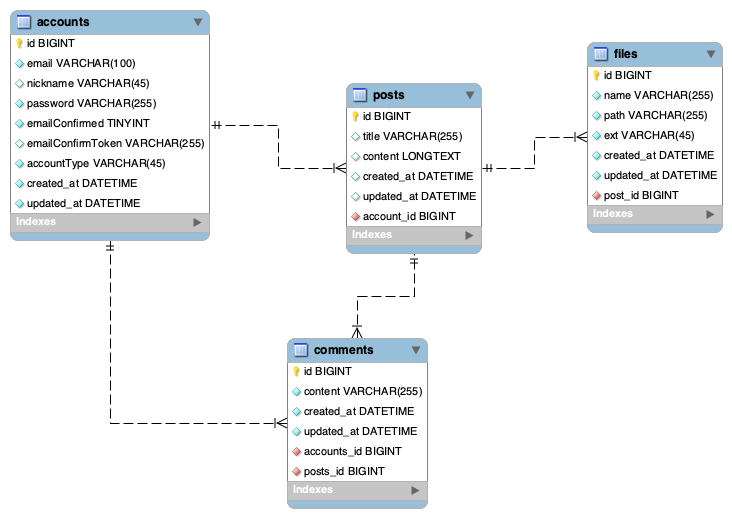 accounts
id BIGINT
email VARCHAR(100)
nickname VARCHAR(45)
password VARCHAR(255)
emailConfirmed TINYINT
emailConfirmToken VARCHAR(255)
accountType VARCHAR(45)
created_at DATETIME
updated_at DATETIME
Indexes
posts
id BIGINT
title VARCHAR(255)
content LONGTEXT
created_at DATETIME
updated_at DATETIME
account_id BIGINT
Indexes
files
id BIGINT
name VARCHAR(255)
path VARCHAR(255)
ext VARCHAR(45)
created_at DATETIME
updated_at DATETIME
post_id BIGINT
Indexes
comments
id BIGINT
content VARCHAR(255)
created_at DATETIME
updated_at DATETIME
accounts_id BIGINT
posts_id BIGINT
Indexes